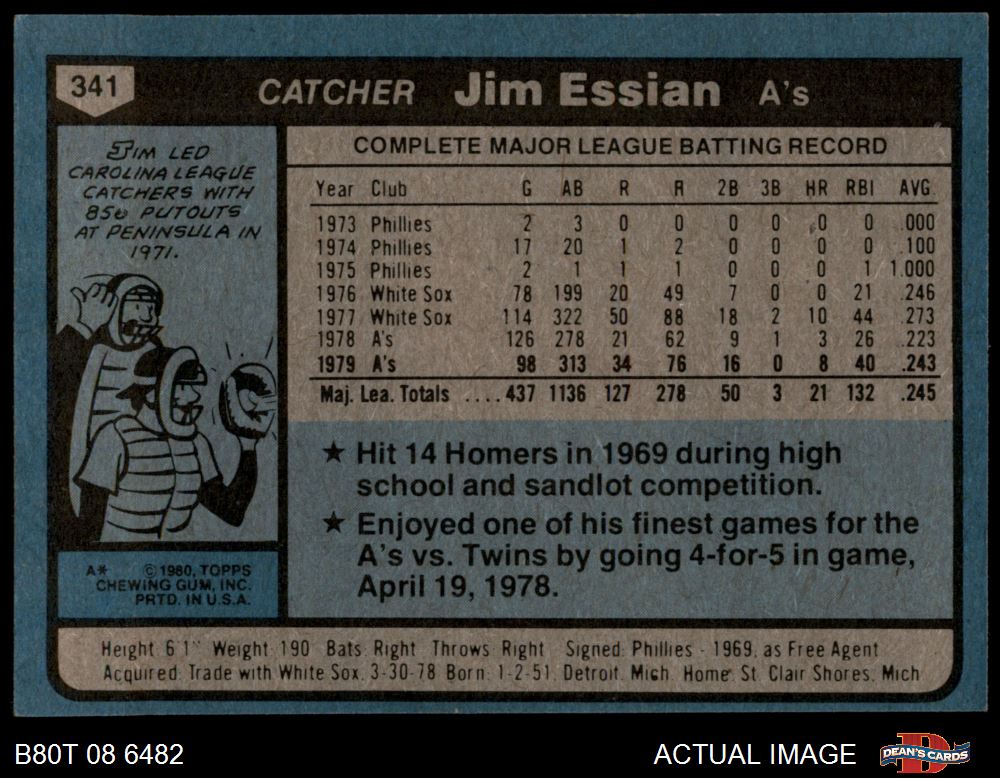 341 CATCHER Jim Essian A's
JIM LED
CAROLINA LEAGUE
CATCHERS WITH
850 PUTOUTS
AT PENINSULA IN
1971.
COMPLETE MAJOR LEAGUE BATTING RECORD
Year Club G AB R H 2B 3B HR RBI AVG.
1973 Phillies 2 3 0 0 0 0 0 0 .000
1974 Phillies 17 20 1 2 0 0 0 0 .100
1975 Phillies 2 1 1 1 0 0 0 1 1.000
1976 White Sox 78 199 20 49 7 0 0 21 .246
1977 White Sox 114 322 50 88 18 2 10 44 .273
1978 A's 126 278 21 62 9 1 3 26 .223
1979 A's 98 313 34 76 16 0 8 40 .243
Maj. Lea. Totals ....437 1136 127 278 50 3 21 132 .245
★ Hit 14 Homers in 1969 during high
school and sandlot competition.
★ Enjoyed one of his finest games for the
A's vs. Twins by going 4-for-5 in game,
April 19, 1978.
A* © 1980, TOPPS
CHEWING GUM, INC.
PRTD. IN U.S.A.
Height 6'1" Weight 190 Bats Right Throws Right Signed: Phillies - 1969, as Free Agent
Acquired: Trade with White Sox, 3-30-78 Born: 1-2-51, Detroit, Mich. Home: St. Clair Shores, Mich
B80T 08 6482 ACTUAL IMAGE DEAN'S CARDS